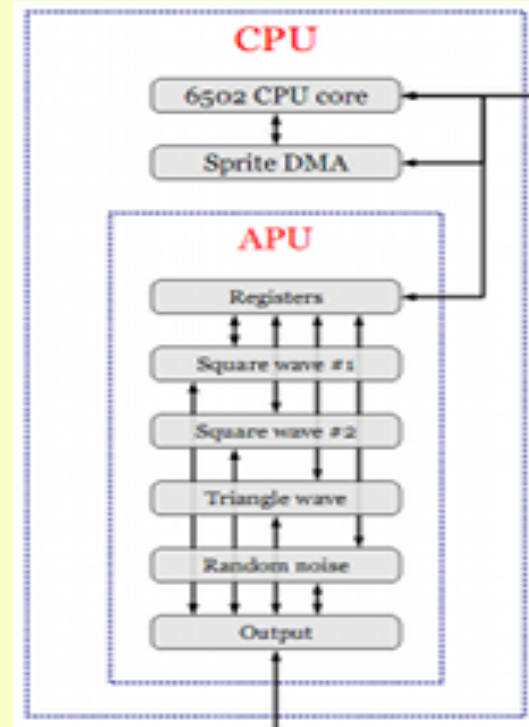 CPU
6502 CPU core
Sprite DMA
APU
Registers
Square wave #1
Square wave #2
Triangle wave
Random noise
Output